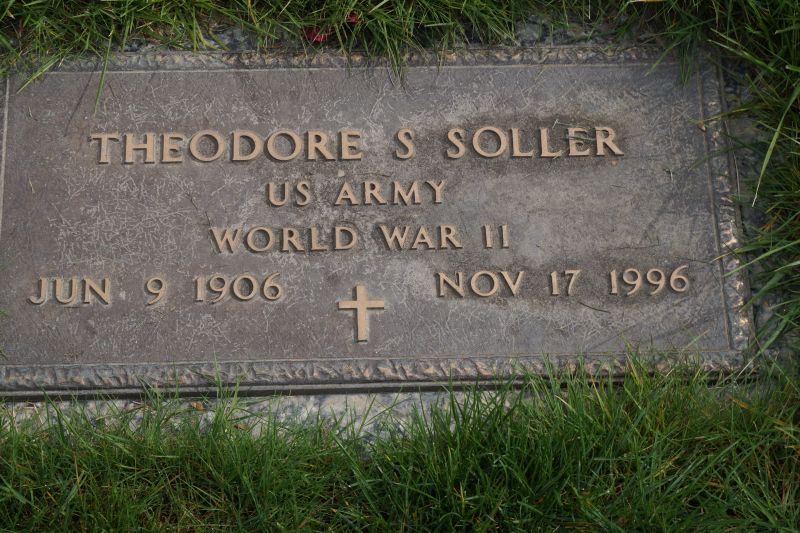 THEODORE S SOLLER
US ARMY
WORLD WAR II
JUN 9 1906 NOV 17 1996